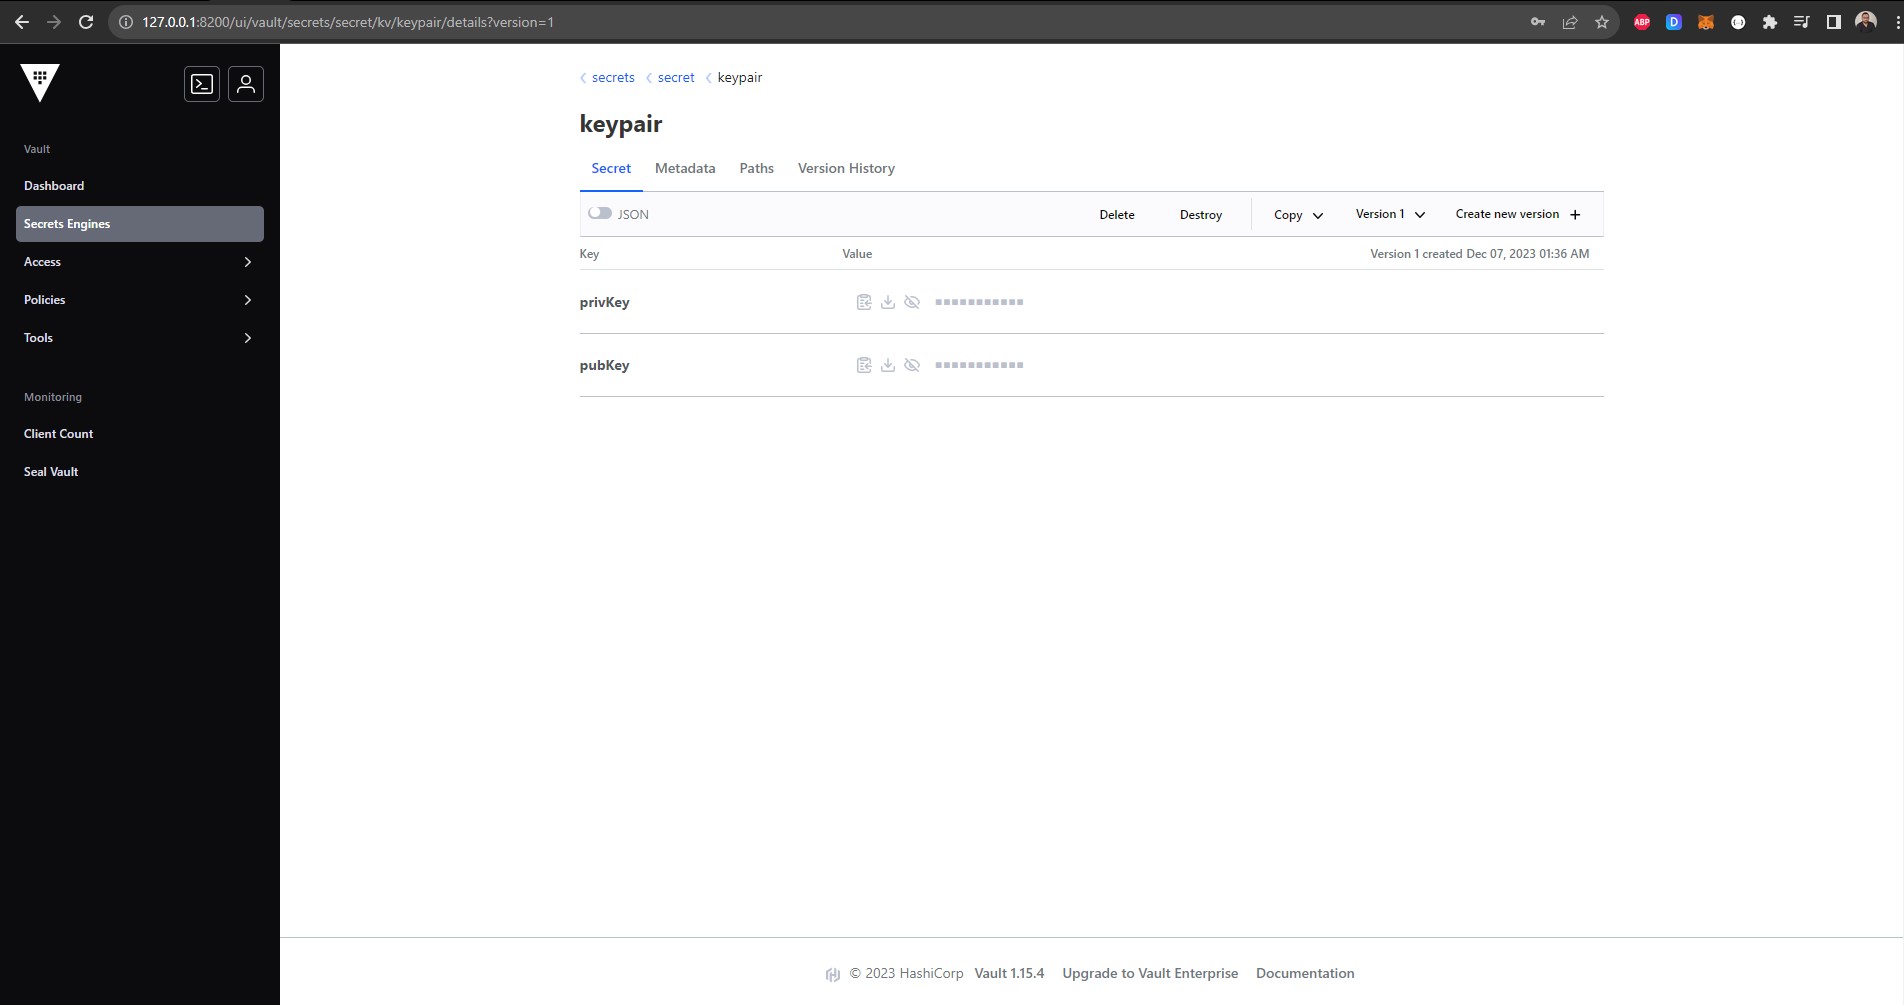 127.0.0.1:8200/ui/vault/secrets/secret/kv/keypair/details?version=1
ABP
D
Vault
Dashboard
Secrets Engines
Access
Policies
Tools
Monitoring
Client Count
Seal Vault
secrets secret keypair
keypair
Secret Metadata Paths Version History
JSON Delete Destroy Copy Version 1 Create new version +
Key Value Version 1 created Dec 07, 2023 01:36 AM
privKey
pubKey
© 2023 HashiCorp Vault 1.15.4 Upgrade to Vault Enterprise Documentation